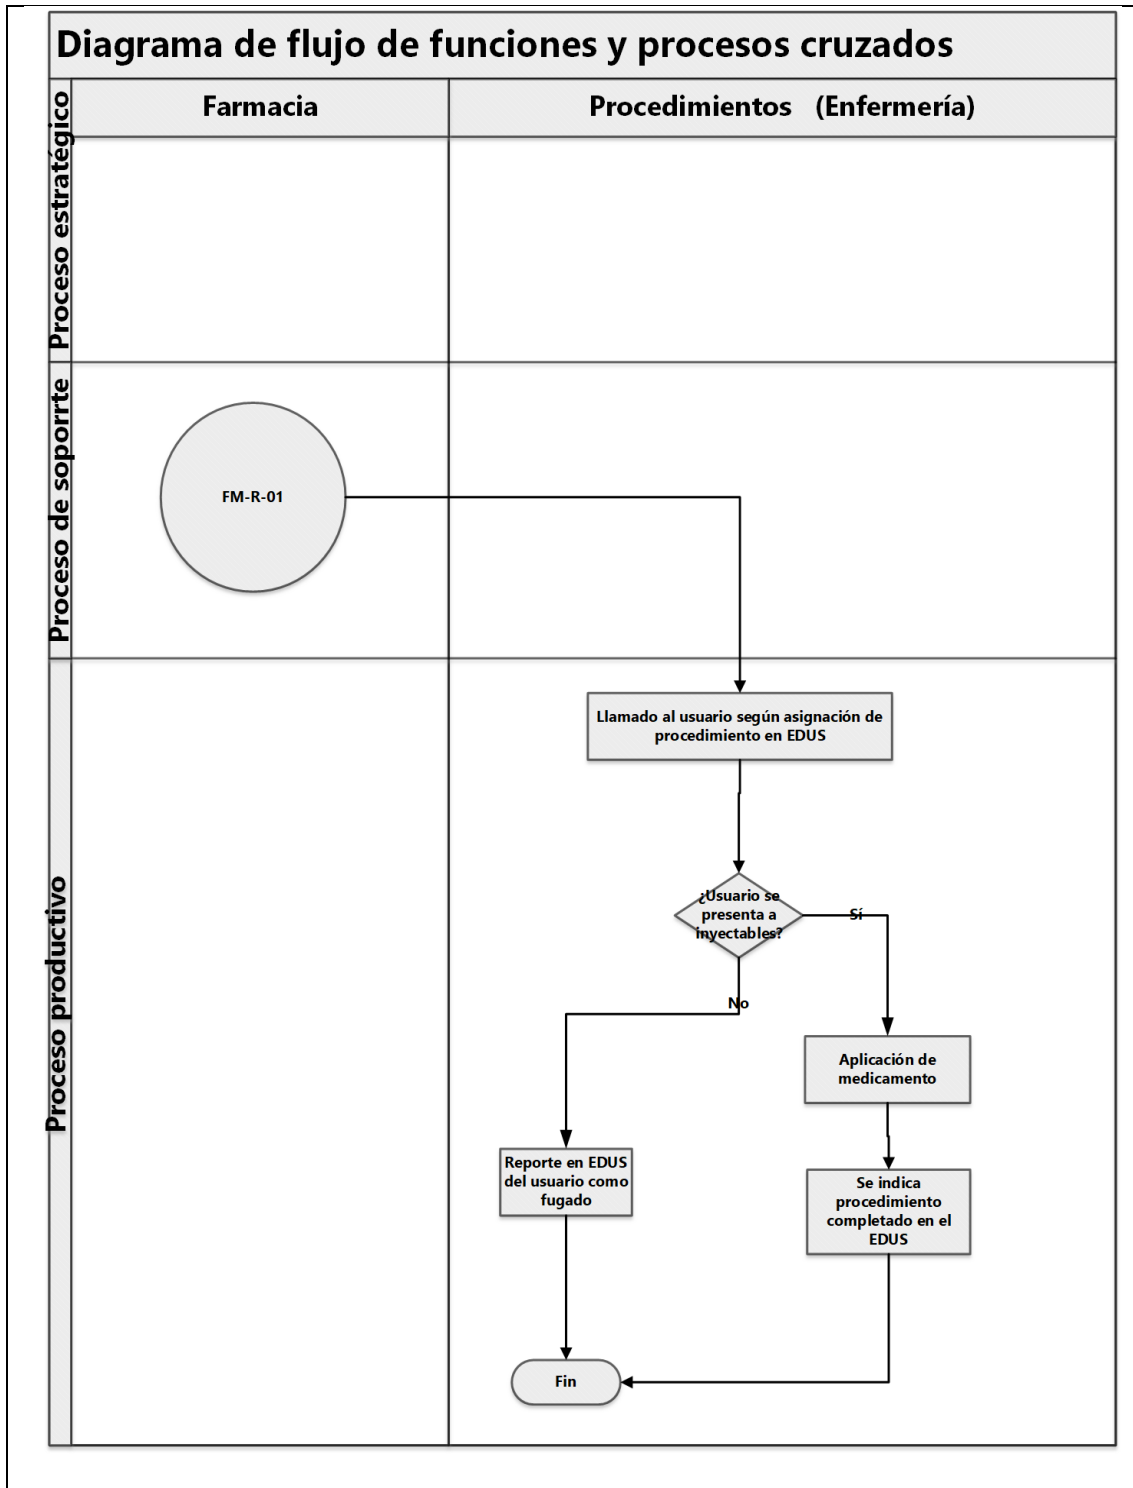 Diagrama de flujo de funciones y procesos cruzados
Farmacia
Procedimientos (Enfermería)
Proceso estratégico
Proceso de soporrte
FM-R-01
Proceso productivo
Llamado al usuario según asignación de
procedimiento en EDUS
¿Usuario se
presenta a
inyectables?
Sí
No
Aplicación de
medicamento
Reporte en EDUS
del usuario como
fugado
Se indica
procedimiento
completado en el
EDUS
Fin